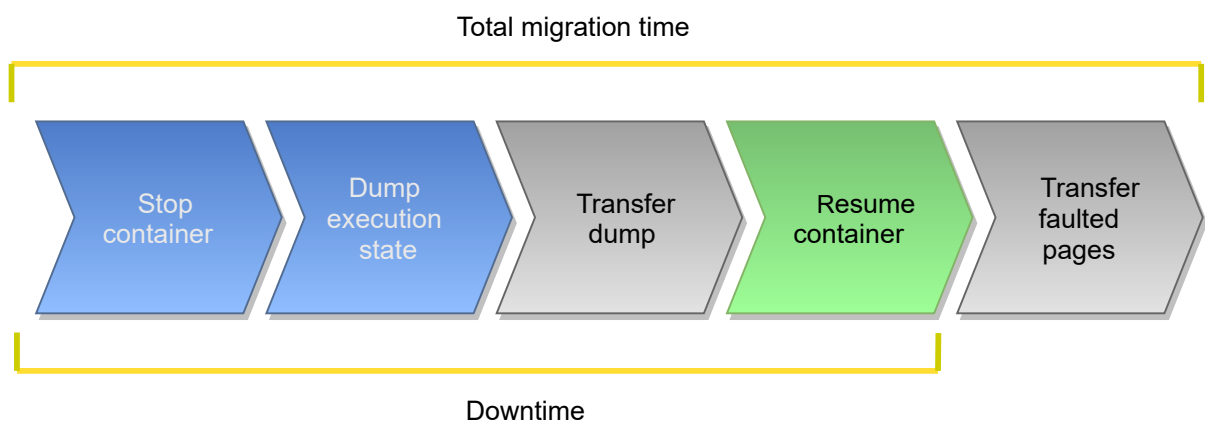 Total migration time
Stop
container
Dump
execution
state
Transfer
dump
Resume
container
Transfer
faulted
pages
Downtime